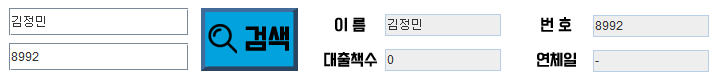 김정민
8992
검색
이 름 김정민 번 호 8992
대출책수 0 연체일 -